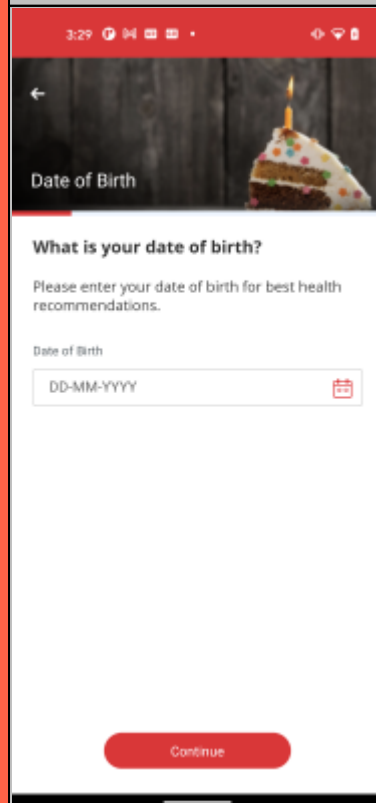 3:29
Date of Birth
What is your date of birth?
Please enter your date of birth for best health
recommendations.
Date of Birth
DD-MM-YYYY
Continue